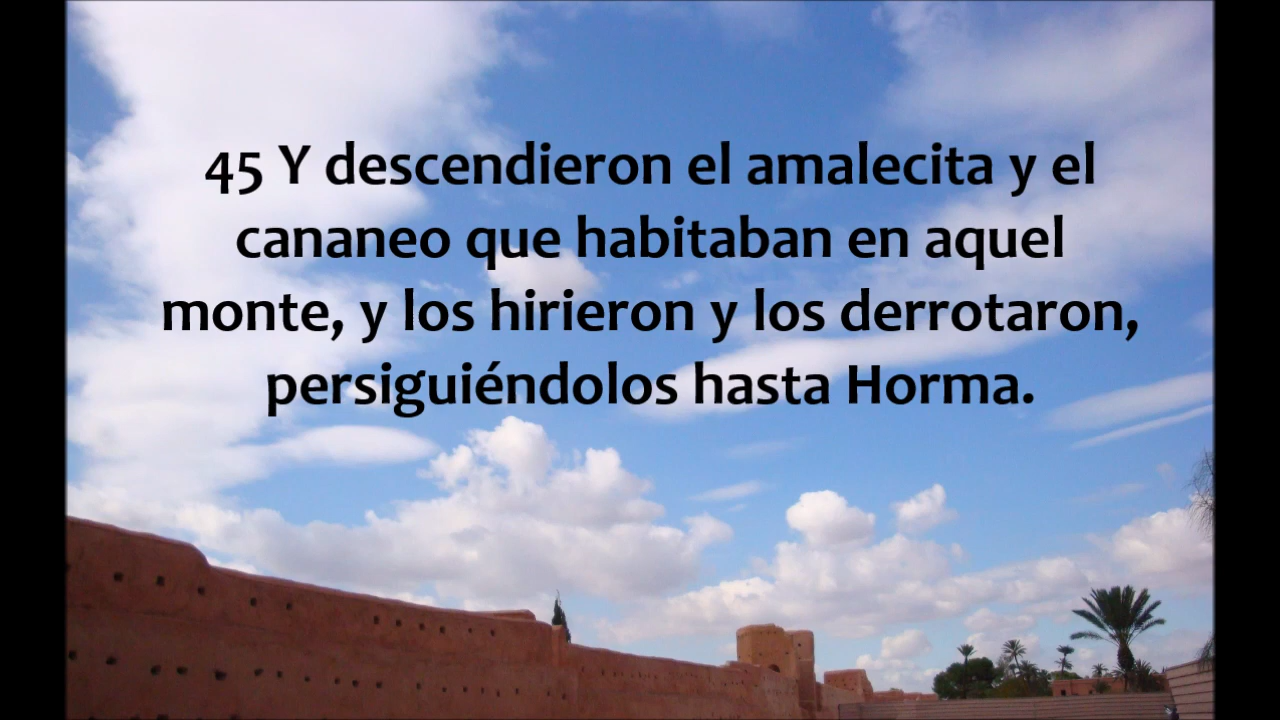 45 Y descendieron el amalecita y el
cananeo que habitaban en aquel
monte, y los hirieron y los derrotaron,
persiguiéndolos hasta Horma.